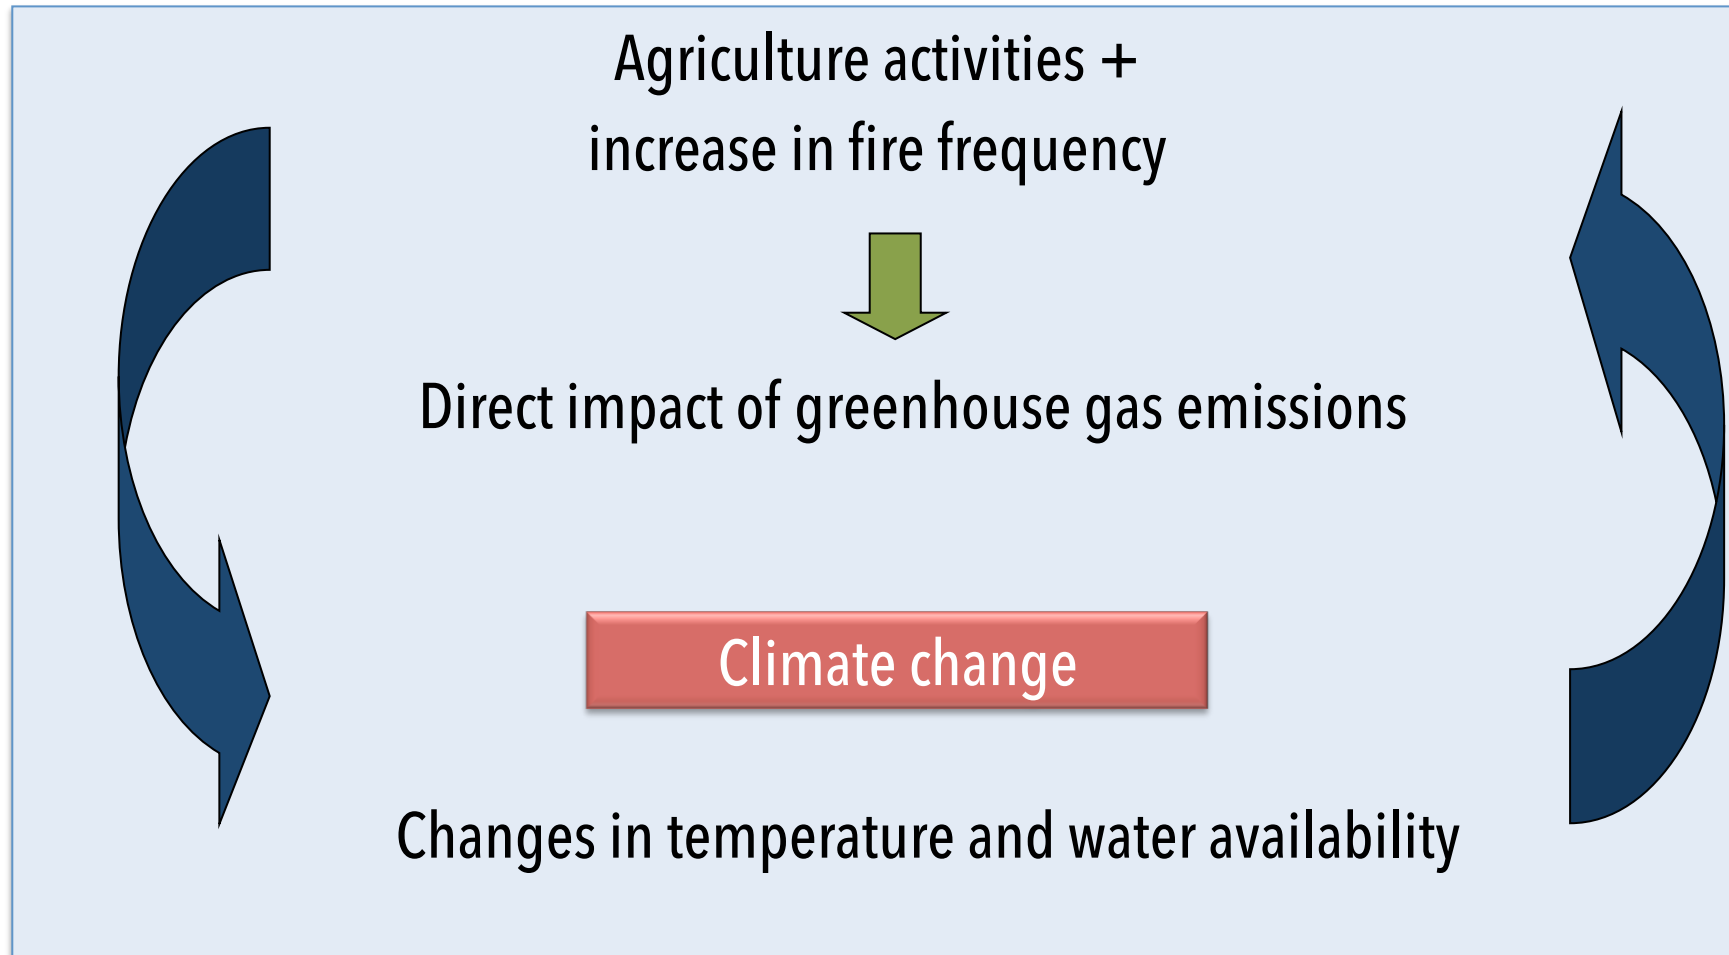 Agriculture activities +
increase in fire frequency
Direct impact of greenhouse gas emissions
Climate change
Changes in temperature and water availability